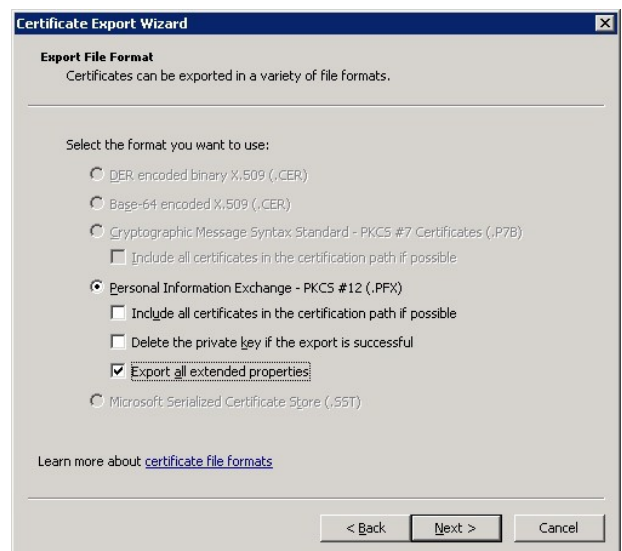 Certificate Export Wizard
Export File Format
Certificates can be exported in a variety of file formats.
Select the format you want to use:
DER encoded binary X.509 (.CER)
Base-64 encoded X.509 (.CER)
Cryptographic Message Syntax Standard - PKCS #7 Certificates (.P7B)
Include all certificates in the certification path if possible
Personal Information Exchange - PKCS #12 (.PFX)
Include all certificates in the certification path if possible
Delete the private key if the export is successful
Export all extended properties
Microsoft Serialized Certificate Store (.SST)
Learn more about certificate file formats
< Back Next > Cancel